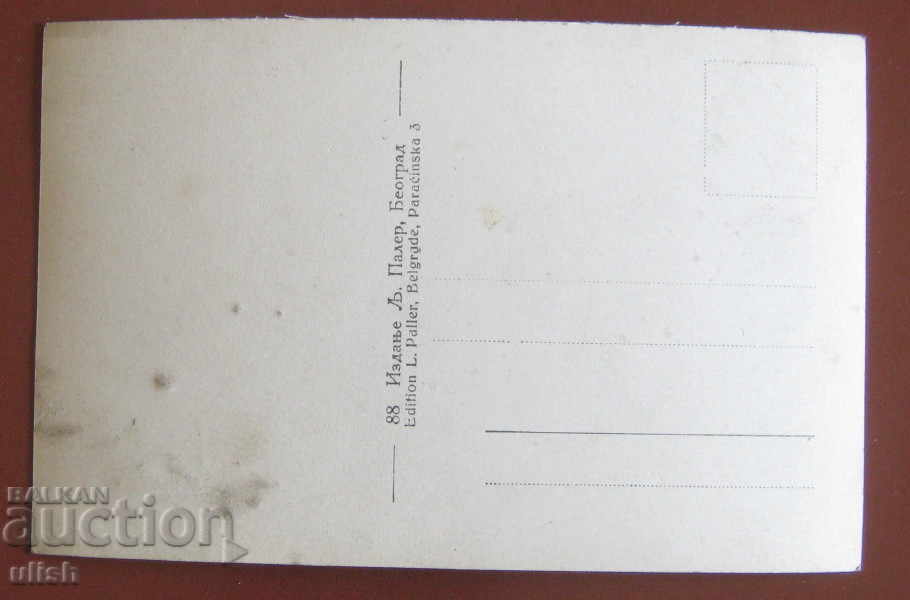 88 Издање Љ. Палер, Београд
Edition L. Paller, Belgrade, Paraćinska 3
BALKAN
auction
ulish